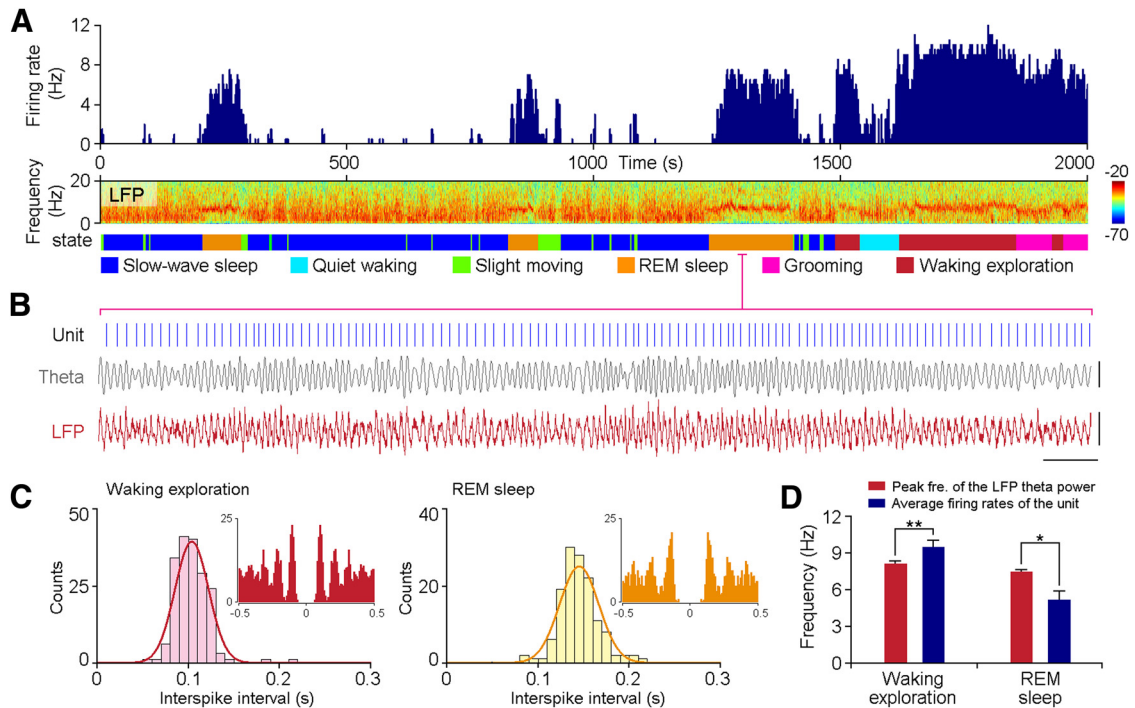 A
Firing rate
(Hz)
12
8
4
0
0
500
1000
Time (s)
1500
2000
Frequency
(Hz)
20
0
LFP
-20
-70
state
Slow-wave sleep
Quiet waking
Slight moving
REM sleep
Grooming
Waking exploration
B
Unit
Theta
LFP
C
Waking exploration
Counts
50
25
0
25
0
-0.5
0
0.5
0
0.1
0.2
0.3
Interspike interval (s)
REM sleep
Counts
40
20
0
25
0
-0.5
0
0.5
0
0.1
0.2
0.3
Interspike interval (s)
D
Peak fre. of the LFP theta power
Average firing rates of the unit
Frequency (Hz)
12
9
6
3
0
**
*
Waking
exploration
REM
sleep